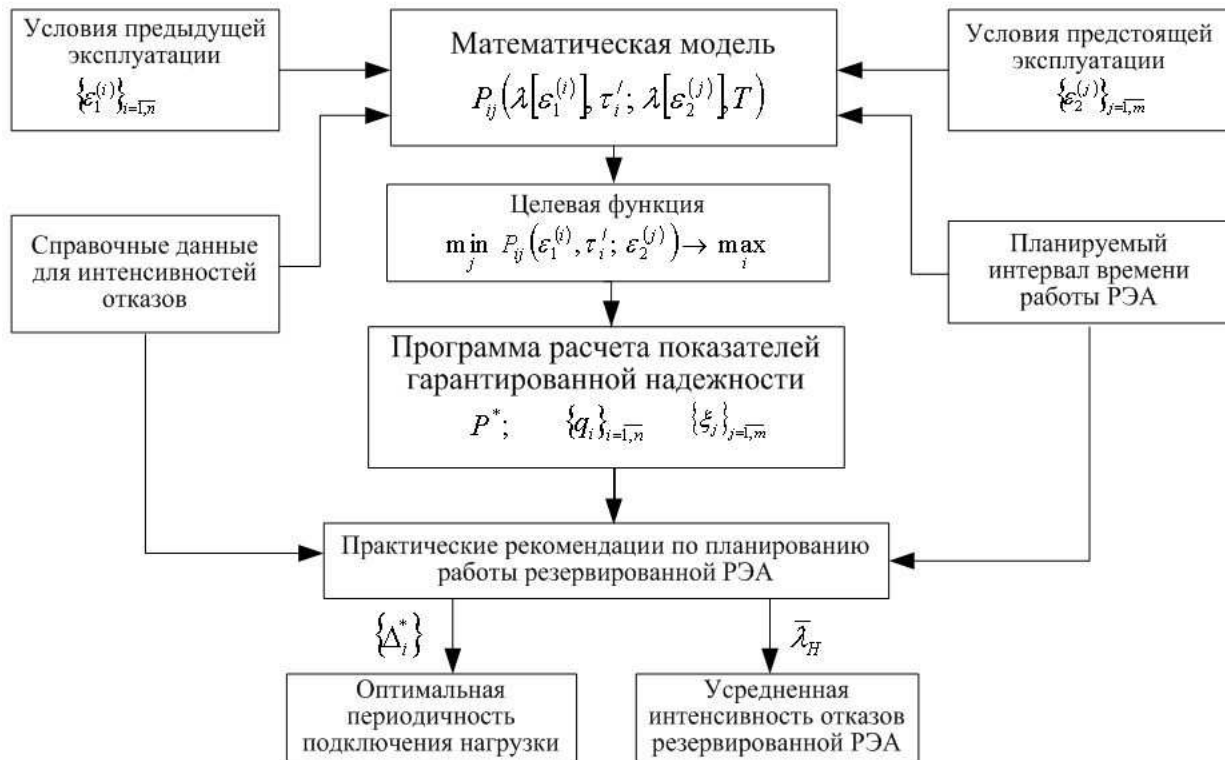 Условия предыдущей
эксплуатации
{ε₁⁽ⁱ⁾}ᵢ₌₁,ₙ
Математическая модель
Pᵢⱼ(λ[ε₁⁽ⁱ⁾], τᵢ′; λ[ε₂⁽ʲ⁾], T)
Условия предстоящей
эксплуатации
{ε₂⁽ʲ⁾}ⱼ₌₁,ₘ
Целевая функция
min Pᵢⱼ(ε₁⁽ⁱ⁾, τᵢ′; ε₂⁽ʲ⁾) → max
j i
Справочные данные
для интенсивностей
отказов
Планируемый
интервал времени
работы РЭА
Программа расчета показателей
гарантированной надежности
P*; {qᵢ}ᵢ₌₁,ₙ {ξⱼ}ⱼ₌₁,ₘ
Практические рекомендации по планированию
работы резервированной РЭА
{Δᵢ*}
λ̅_H
Оптимальная
периодичность
подключения нагрузки
Усредненная
интенсивность отказов
резервированной РЭА